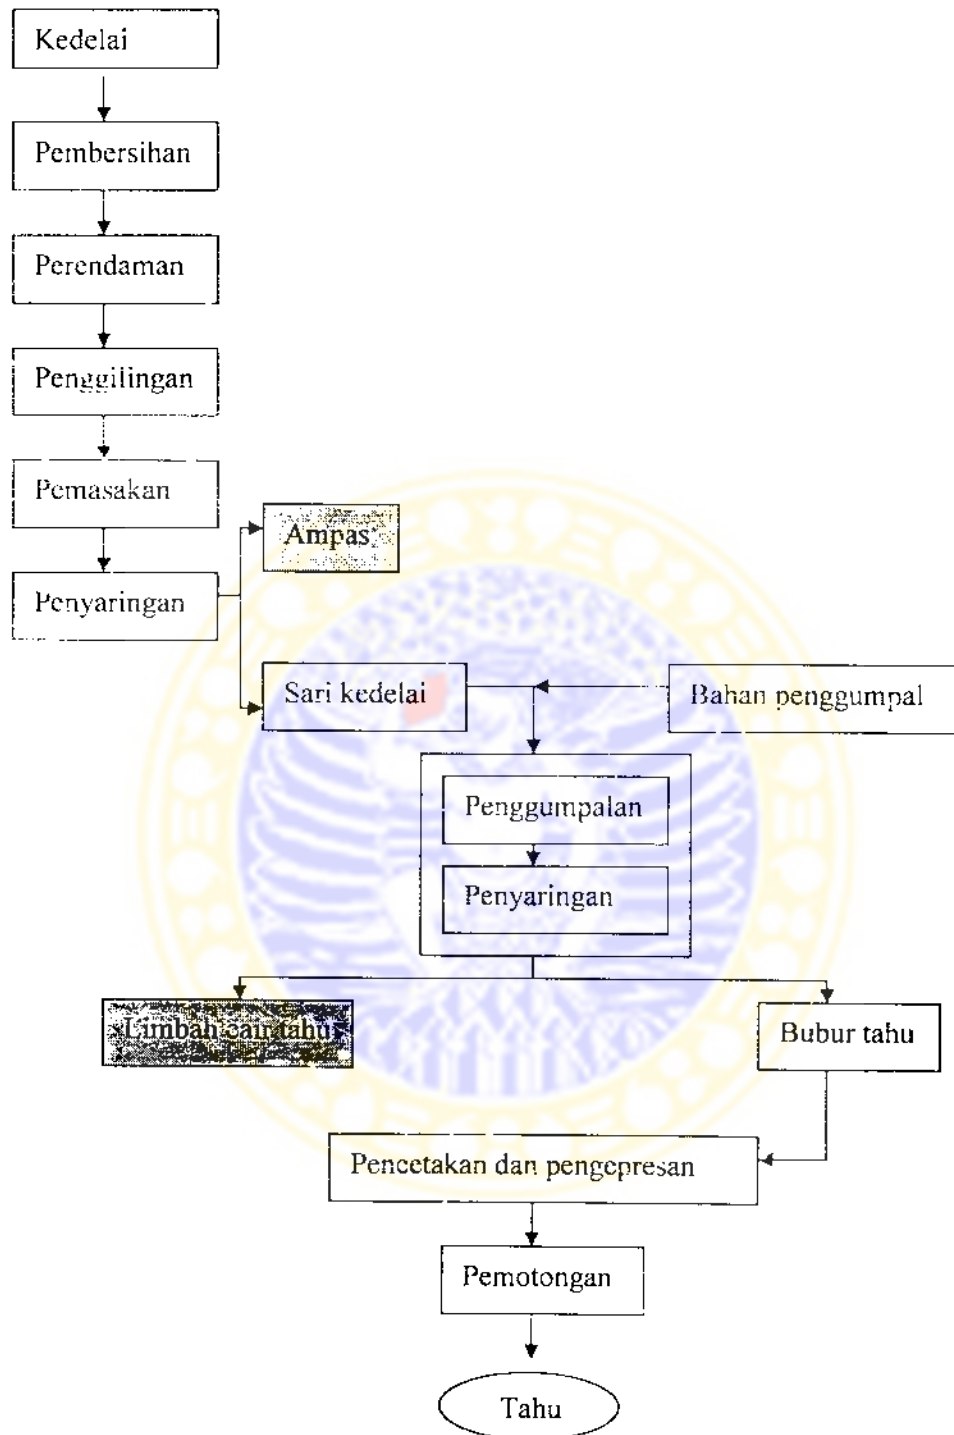 Kedelai
Pembersihan
Perendaman
Penggilingan
Pemasakan
Ampas
Penyaringan
Sari kedelai
Bahan penggumpal
Penggumpalan
Penyaringan
Limbah cair tahu
Bubur tahu
Pencetakan dan pengepresan
Pemotongan
Tahu